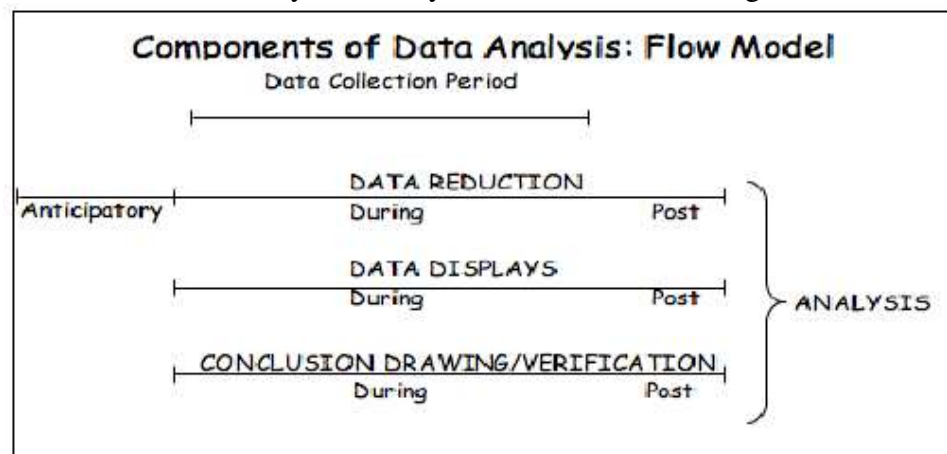 Components of Data Analysis: Flow Model
Data Collection Period
DATA REDUCTION
Anticipatory During Post
DATA DISPLAYS
During Post
ANALYSIS
CONCLUSION DRAWING/VERIFICATION
During Post